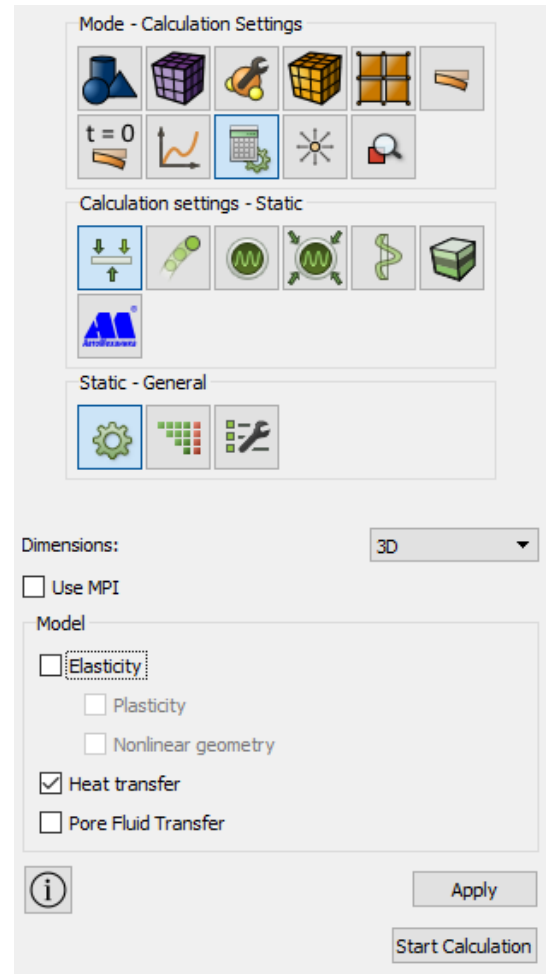 Mode - Calculation Settings
t = 0
Calculation settings - Static
®
АвтоМеханика
Static - General
Dimensions:
3D
Use MPI
Model
Elasticity
Plasticity
Nonlinear geometry
Heat transfer
Pore Fluid Transfer
i
Apply
Start Calculation